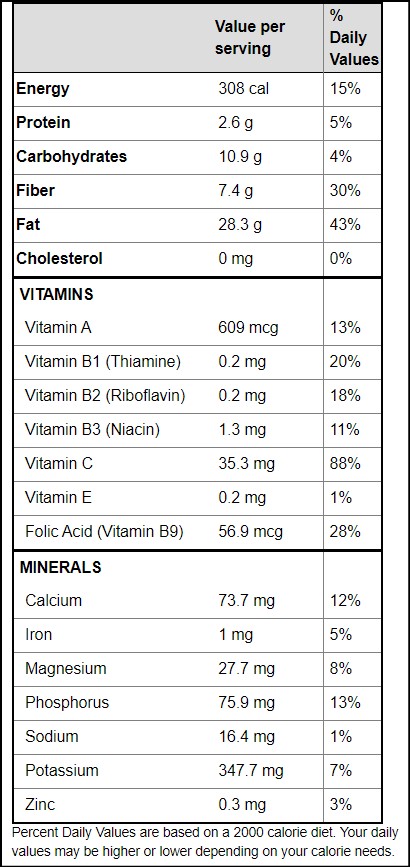 Value per serving % Daily Values
Energy 308 cal 15%
Protein 2.6 g 5%
Carbohydrates 10.9 g 4%
Fiber 7.4 g 30%
Fat 28.3 g 43%
Cholesterol 0 mg 0%
VITAMINS
Vitamin A 609 mcg 13%
Vitamin B1 (Thiamine) 0.2 mg 20%
Vitamin B2 (Riboflavin) 0.2 mg 18%
Vitamin B3 (Niacin) 1.3 mg 11%
Vitamin C 35.3 mg 88%
Vitamin E 0.2 mg 1%
Folic Acid (Vitamin B9) 56.9 mcg 28%
MINERALS
Calcium 73.7 mg 12%
Iron 1 mg 5%
Magnesium 27.7 mg 8%
Phosphorus 75.9 mg 13%
Sodium 16.4 mg 1%
Potassium 347.7 mg 7%
Zinc 0.3 mg 3%
Percent Daily Values are based on a 2000 calorie diet. Your daily
values may be higher or lower depending on your calorie needs.